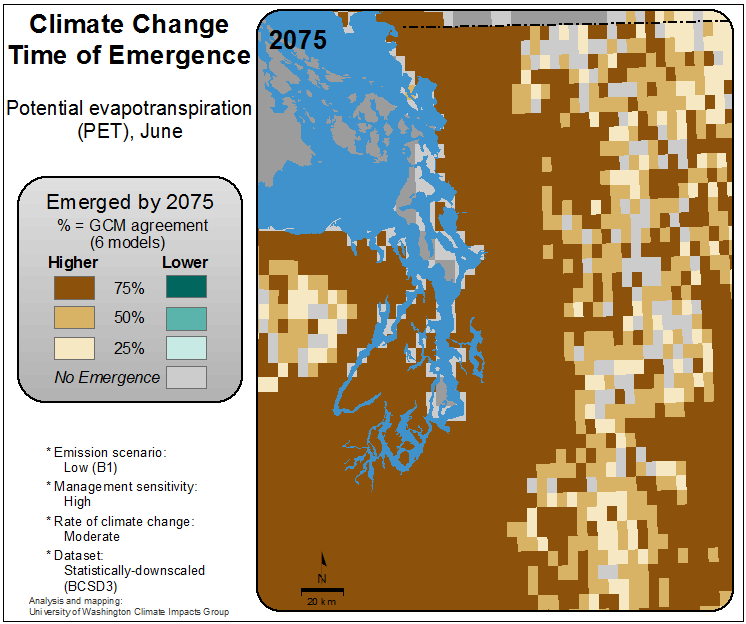 Climate Change
Time of Emergence
Potential evapotranspiration
(PET), June
Emerged by 2075
% = GCM agreement
(6 models)
Higher
Lower
75%
50%
25%
No Emergence
* Emission scenario:
Low (B1)
* Management sensitivity:
High
* Rate of climate change:
Moderate
* Dataset:
Statistically-downscaled
(BCSD3)
Analysis and mapping:
University of Washington Climate Impacts Group
2075
N
20 km